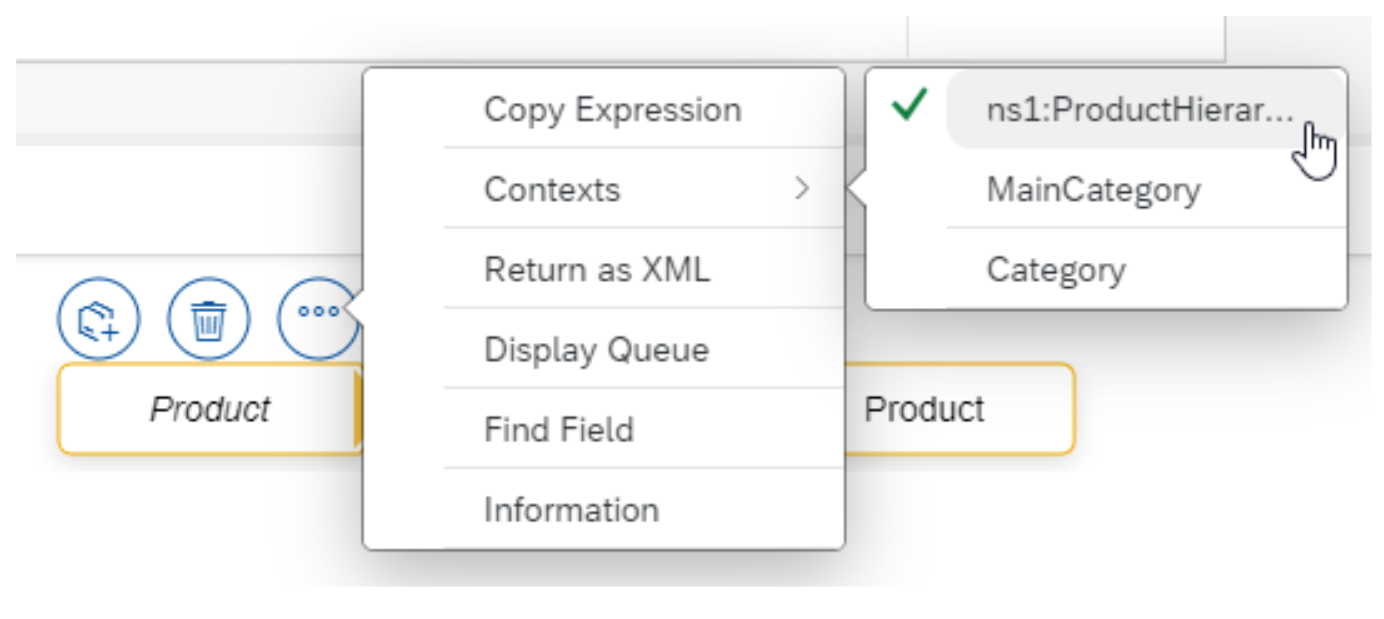 Copy Expression
Contexts
Return as XML
Display Queue
Find Field
Information
ns1:ProductHierar...
MainCategory
Category
Product
Product